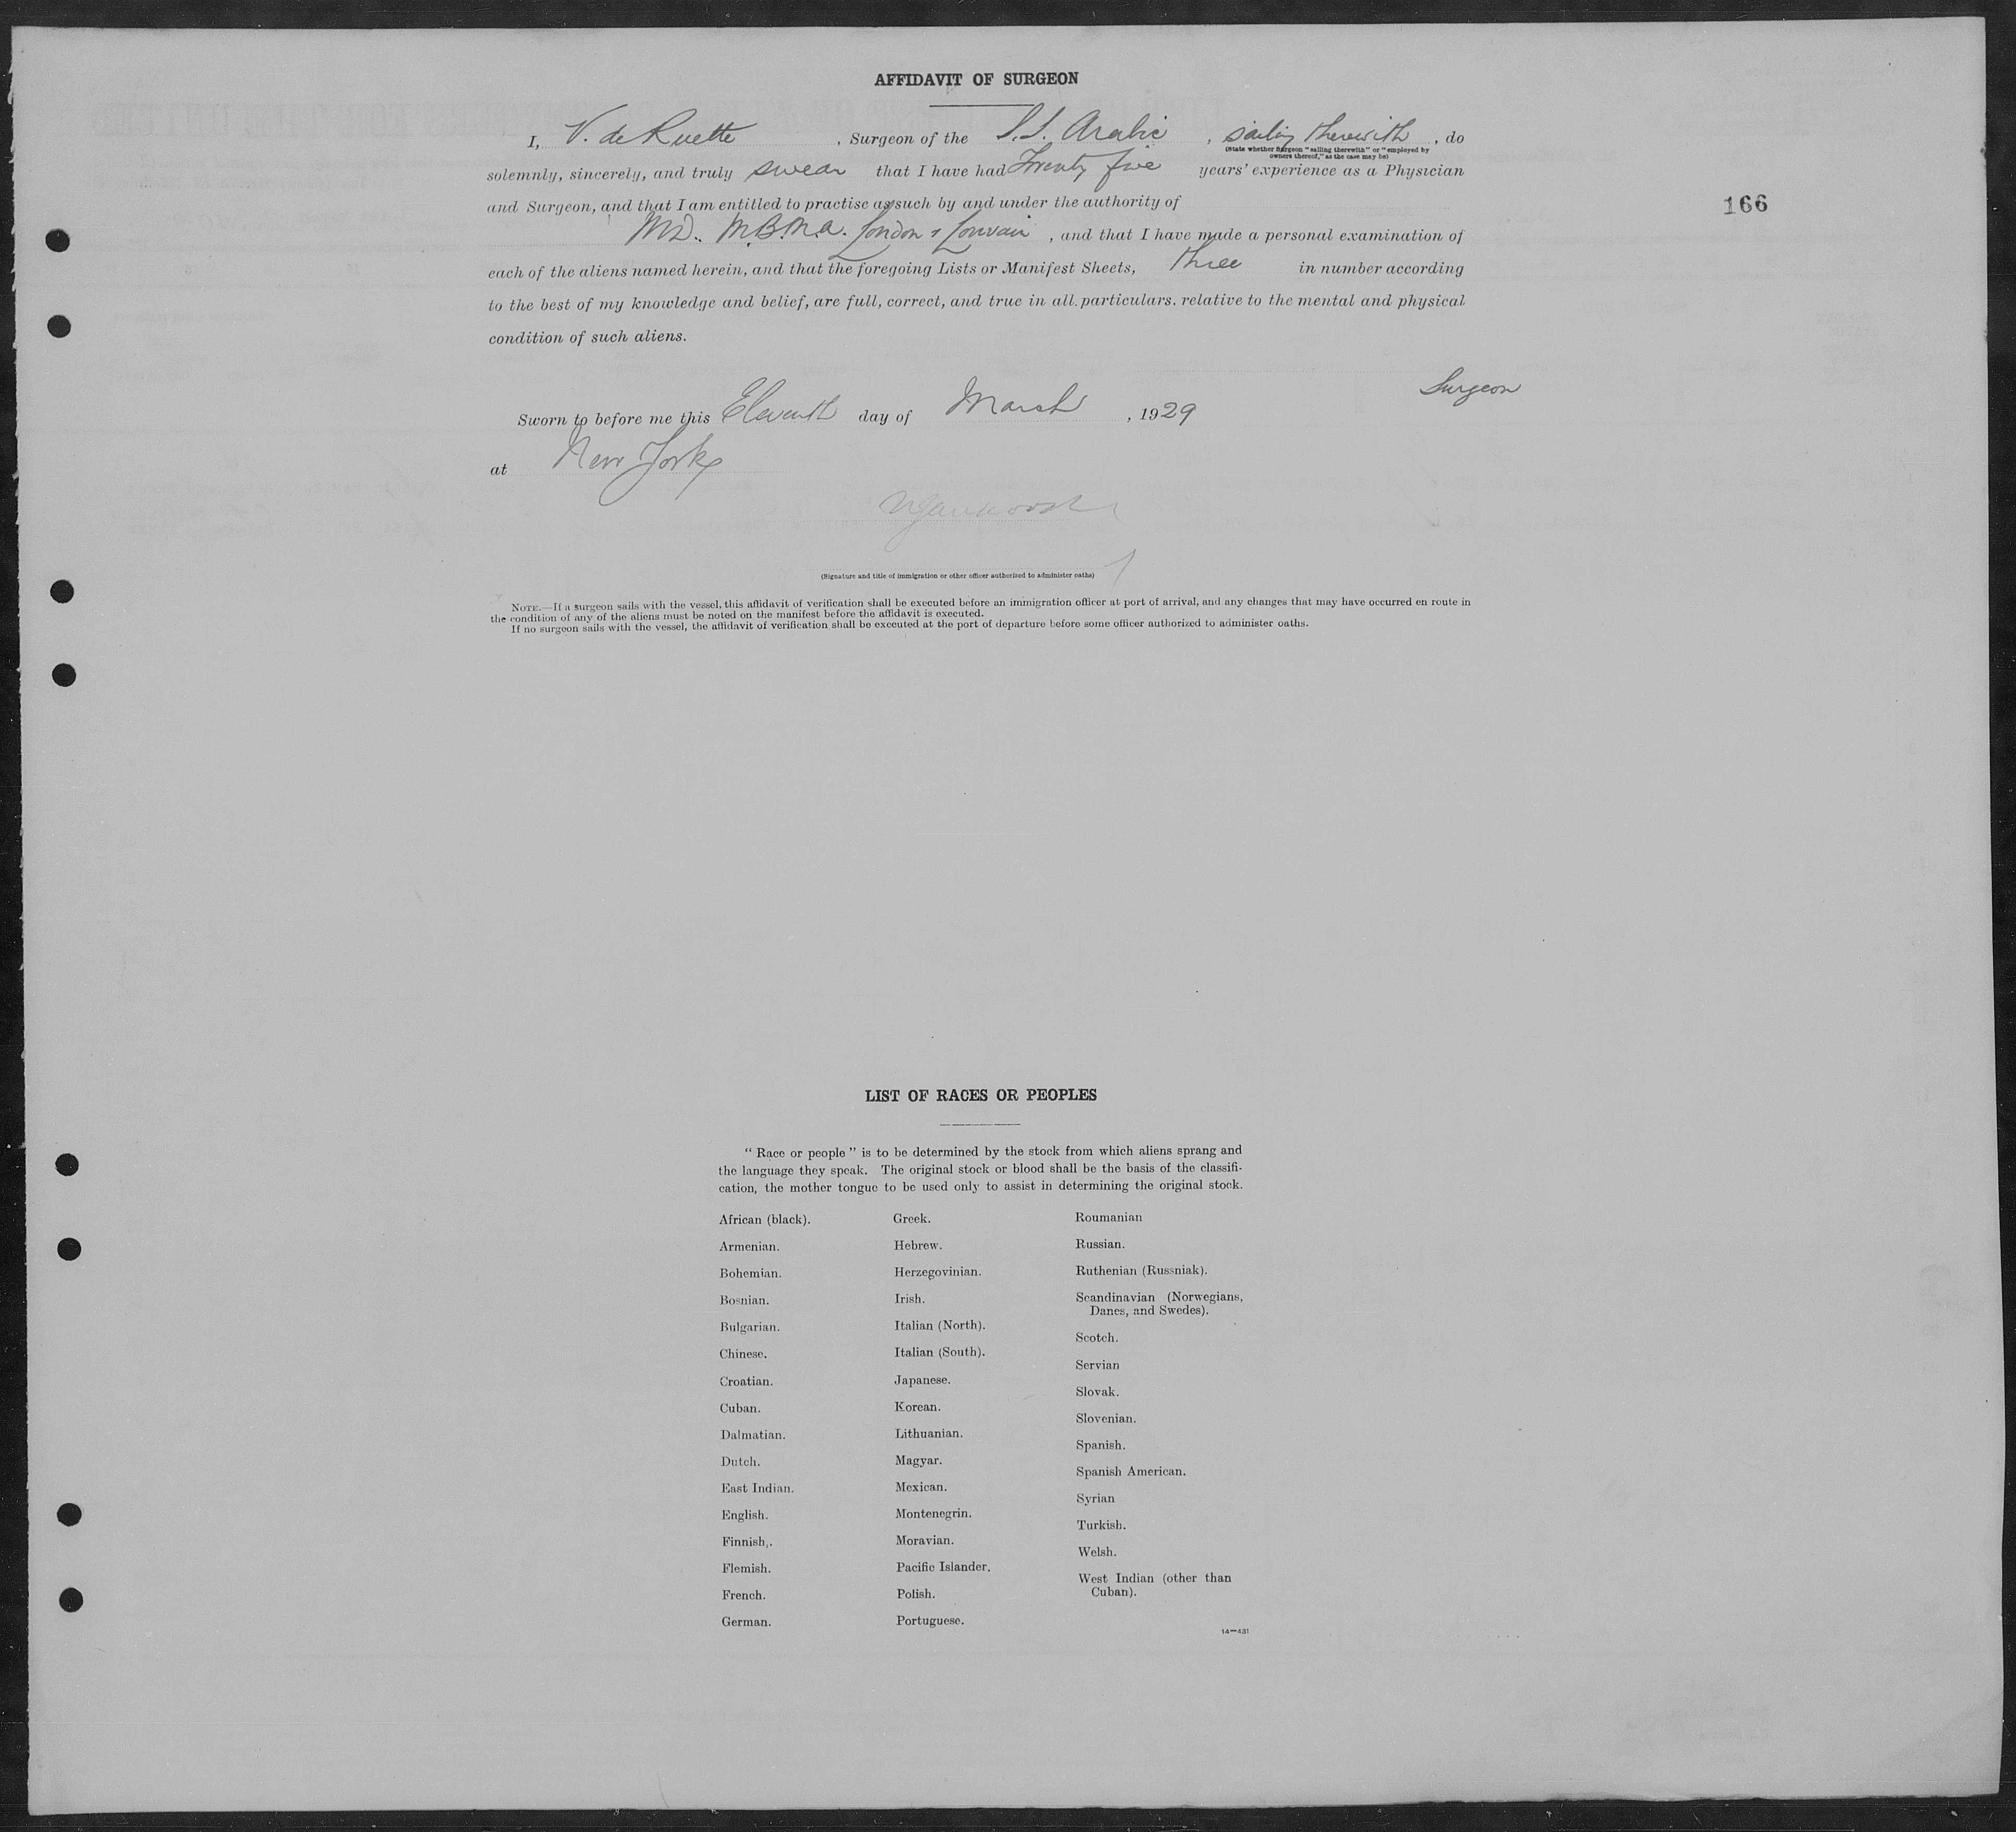 AFFIDAVIT OF SURGEON
I, V. de Ruette , Surgeon of the S.S. Arabic , sailing therewith , do
(State whether Surgeon "sailing therewith" or "employed by
owners thereof," as the case may be)
solemnly, sincerely, and truly swear that I have had Twenty five years' experience as a Physician
166
and Surgeon, and that I am entitled to practise as such by and under the authority of
MD. London & Louvain , and that I have made a personal examination of
each of the aliens named herein, and that the foregoing Lists or Manifest Sheets, three in number according
to the best of my knowledge and belief, are full, correct, and true in all particulars. relative to the mental and physical
condition of such aliens.
Surgeon
Sworn to before me this Eleventh day of March , 1929
at New York
(Signature and title of immigration or other officer authorized to administer oaths)
NOTE.—If a surgeon sails with the vessel, this affidavit of verification shall be executed before an immigration officer at port of arrival, and any changes that may have occurred en route in
the condition of any of the aliens must be noted on the manifest before the affidavit is executed.
If no surgeon sails with the vessel, the affidavit of verification shall be executed at the port of departure before some officer authorized to administer oaths.
LIST OF RACES OR PEOPLES
" Race or people " is to be determined by the stock from which aliens sprang and
the language they speak. The original stock or blood shall be the basis of the classifi-
cation, the mother tongue to be used only to assist in determining the original stock.
African (black).
Armenian.
Bohemian.
Bosnian.
Bulgarian.
Chinese.
Croatian.
Cuban.
Dalmatian.
Dutch.
East Indian.
English.
Finnish.
Flemish.
French.
German.
Greek.
Hebrew.
Herzegovinian.
Irish.
Italian (North).
Italian (South).
Japanese.
Korean.
Lithuanian.
Magyar.
Mexican.
Montenegrin.
Moravian.
Pacific Islander.
Polish.
Portuguese.
Roumanian
Russian.
Ruthenian (Russniak).
Scandinavian (Norwegians,
Danes, and Swedes).
Scotch.
Servian
Slovak.
Slovenian.
Spanish.
Spanish American.
Syrian
Turkish.
Welsh.
West Indian (other than
Cuban).
14—431